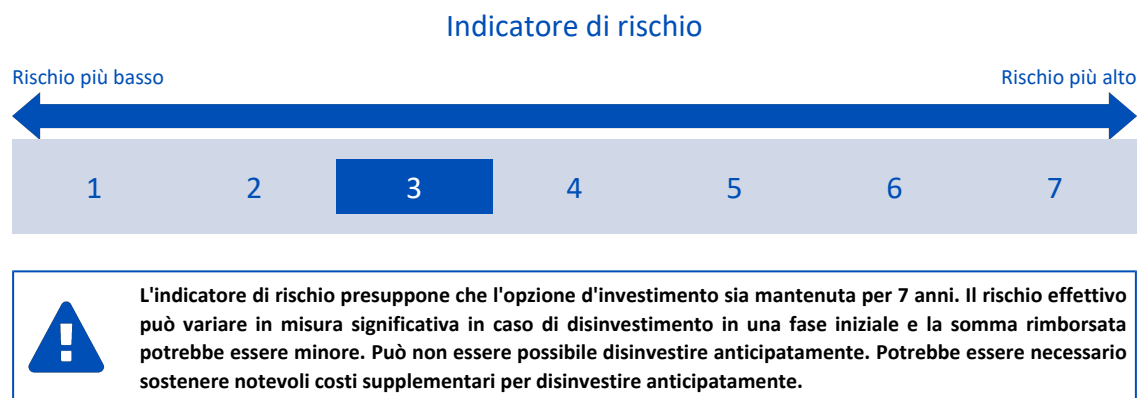 Indicatore di rischio
Rischio più basso Rischio più alto
1 2 3 4 5 6 7
L'indicatore di rischio presuppone che l'opzione d'investimento sia mantenuta per 7 anni. Il rischio effettivo
può variare in misura significativa in caso di disinvestimento in una fase iniziale e la somma rimborsata
potrebbe essere minore. Può non essere possibile disinvestire anticipatamente. Potrebbe essere necessario
sostenere notevoli costi supplementari per disinvestire anticipatamente.